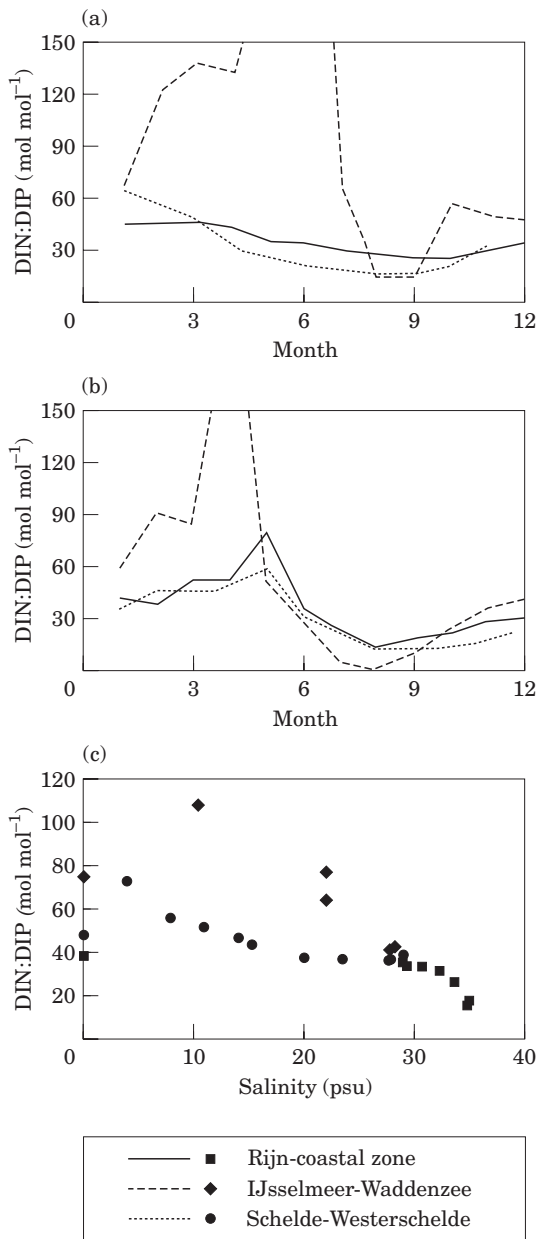 (a)
150
120
90
60
30
0
3
6
9
12
DIN:DIP (mol mol⁻¹)
Month
(b)
150
120
90
60
30
0
3
6
9
12
DIN:DIP (mol mol⁻¹)
Month
(c)
120
100
80
60
40
20
0
10
20
30
40
DIN:DIP (mol mol⁻¹)
Salinity (psu)
Rijn-coastal zone
IJsselmeer-Waddenzee
Schelde-Westerschelde